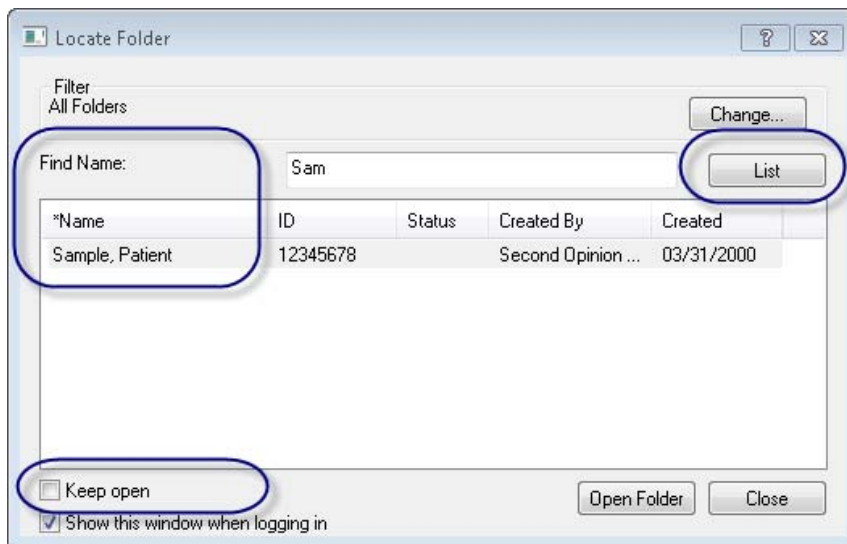 Locate Folder
Filter
All Folders
Change...
Find Name:
Sam
List
*Name ID Status Created By Created
Sample, Patient 12345678 Second Opinion ... 03/31/2000
Keep open
Open Folder Close
Show this window when logging in